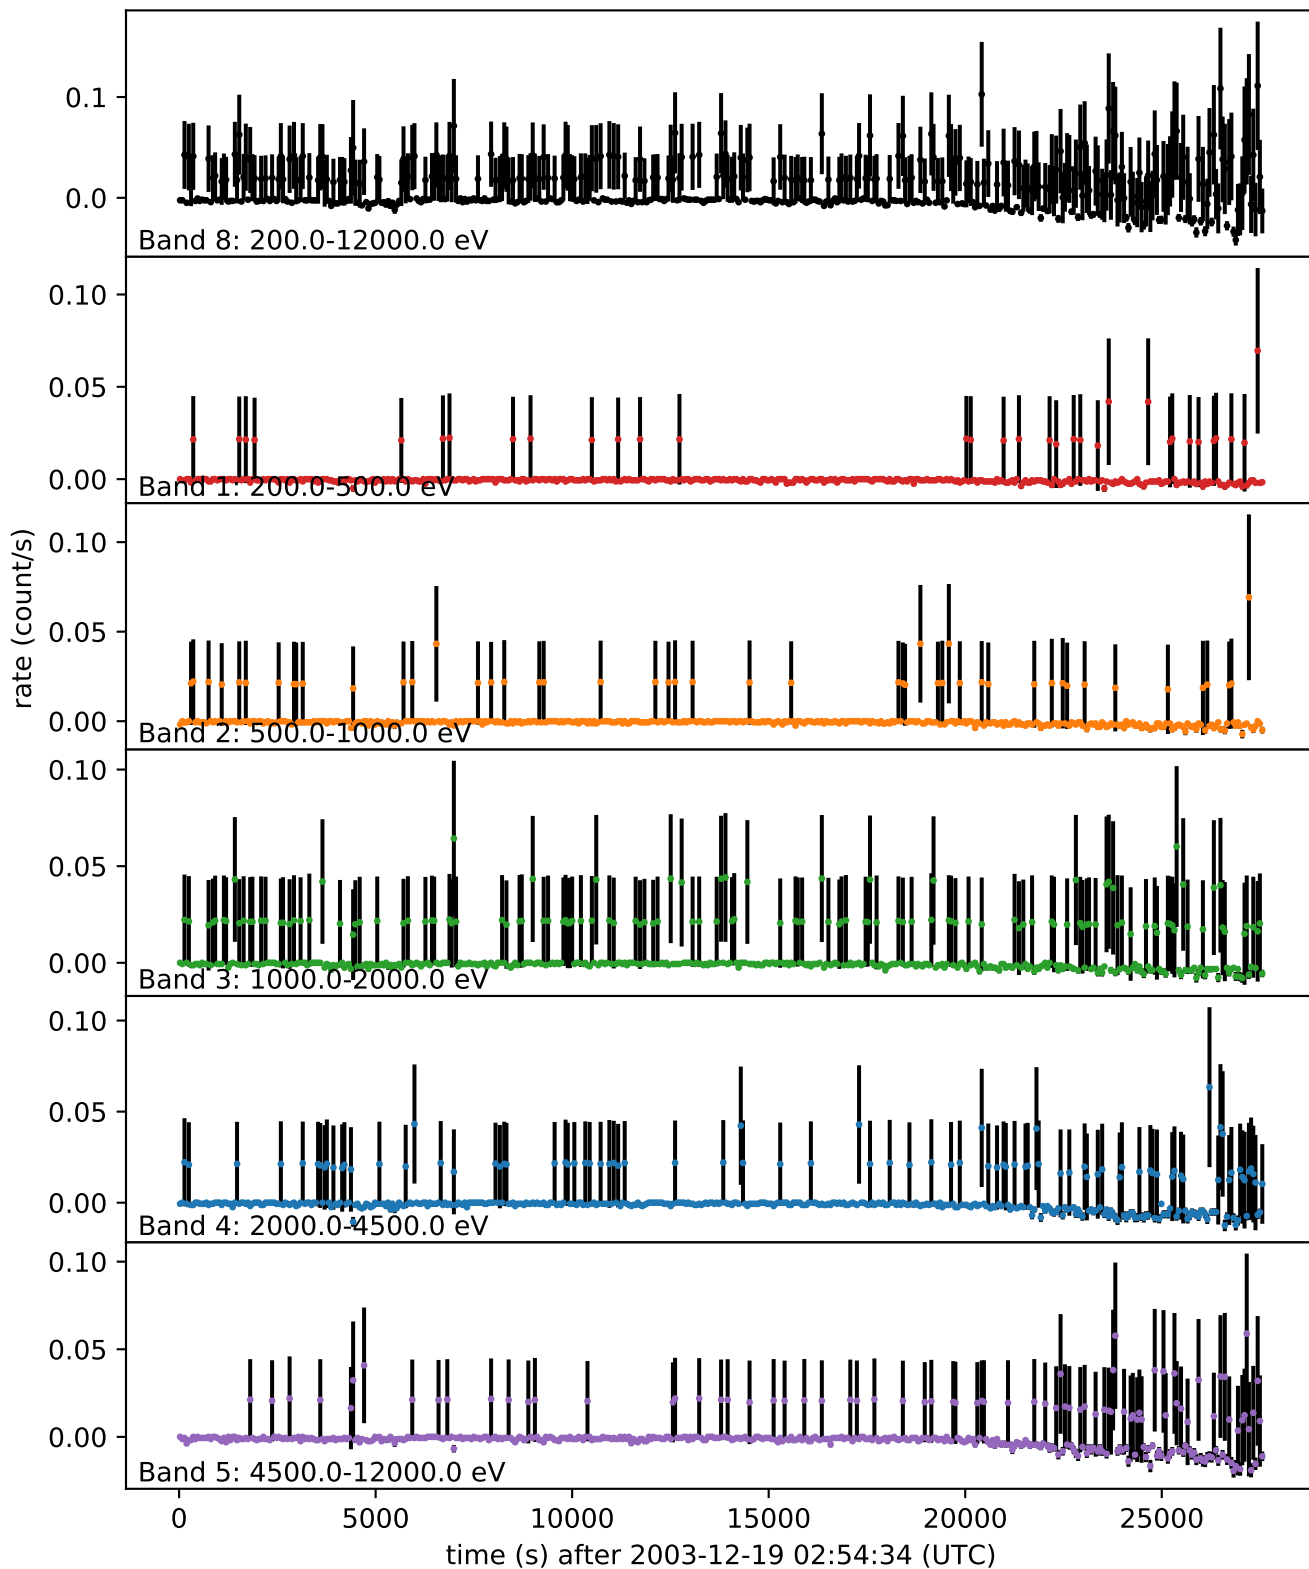 0.1
0.0
Band 8: 200.0-12000.0 eV
0.10
0.05
0.00
Band 1: 200.0-500.0 eV
0.10
0.05
0.00
Band 2: 500.0-1000.0 eV
0.10
0.05
0.00
Band 3: 1000.0-2000.0 eV
0.10
0.05
0.00
Band 4: 2000.0-4500.0 eV
0.10
0.05
0.00
Band 5: 4500.0-12000.0 eV
rate (count/s)
0 5000 10000 15000 20000 25000
time (s) after 2003-12-19 02:54:34 (UTC)